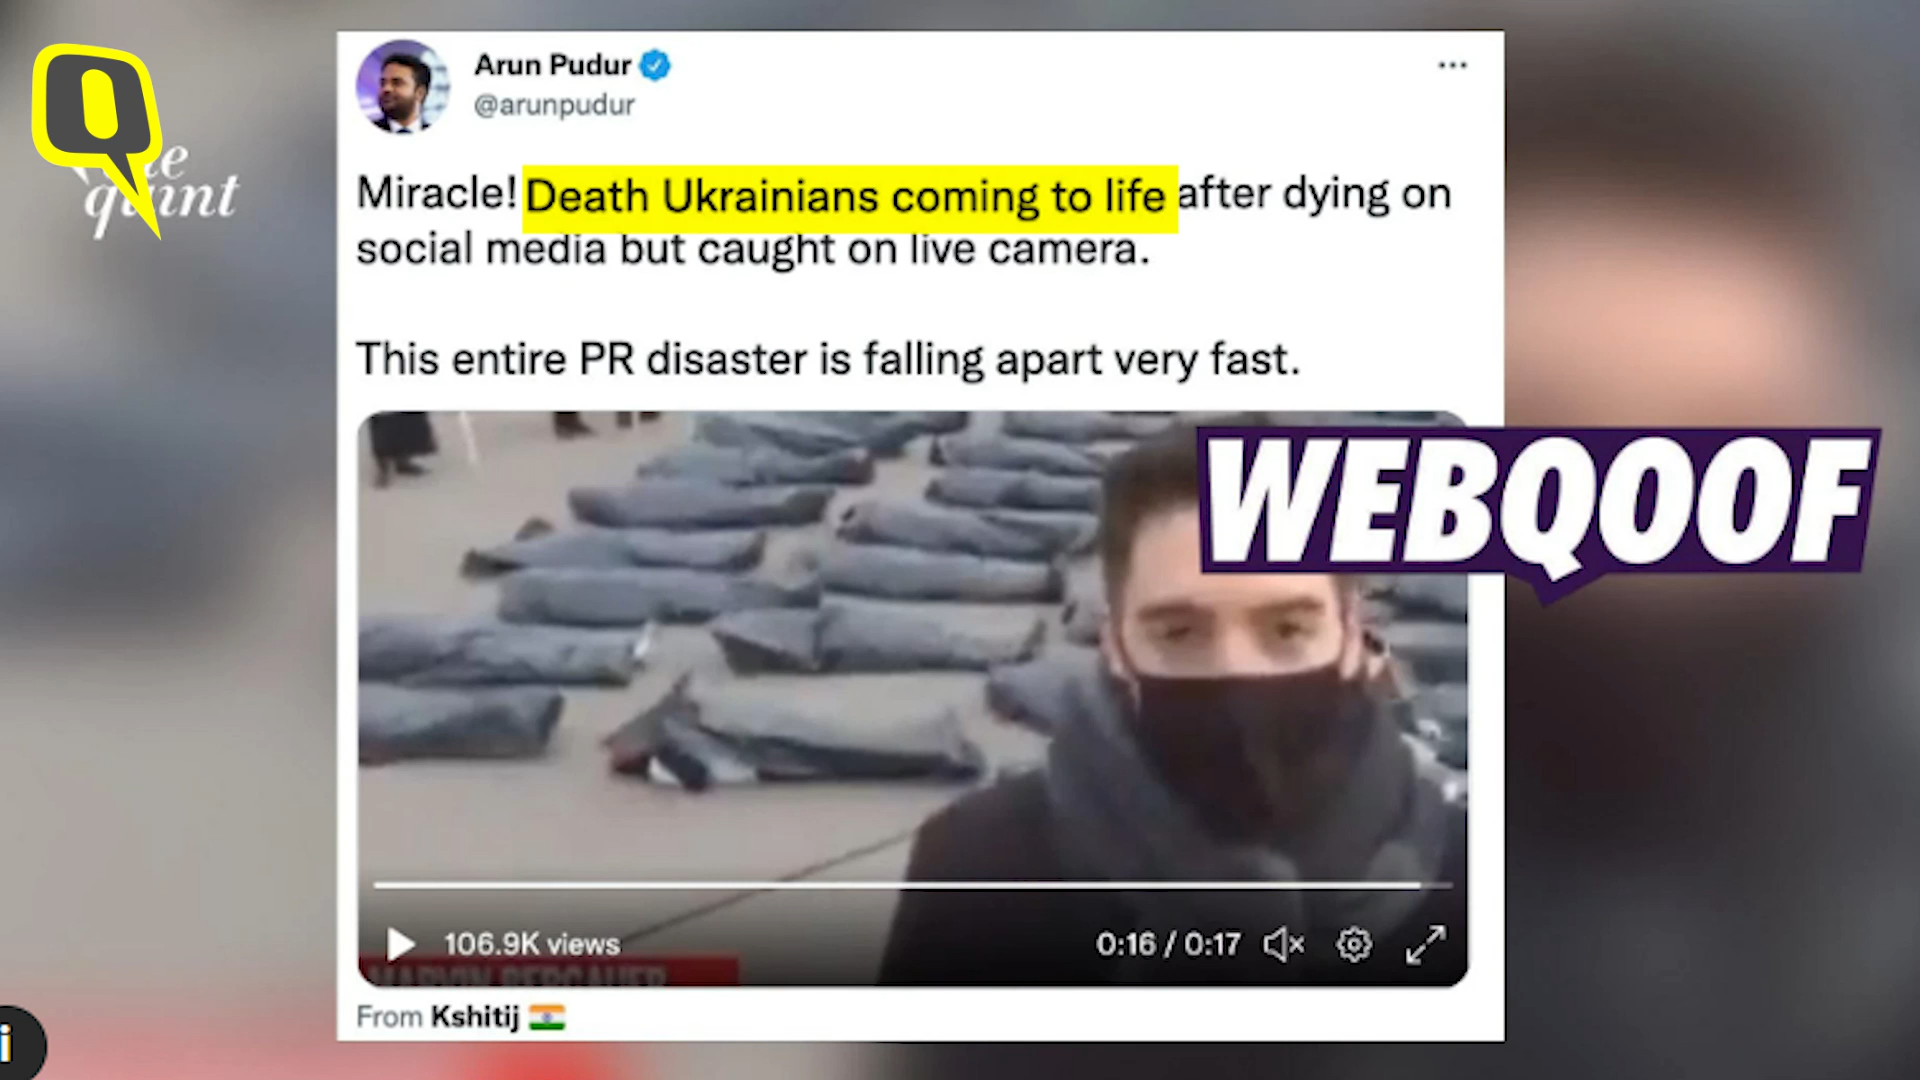 Arun Pudur
@arunpudur
the
quint
Miracle! Death Ukrainians coming to life after dying on
social media but caught on live camera.
This entire PR disaster is falling apart very fast.
WEBQOOF
106.9K views
0:16 / 0:17
From Kshitij